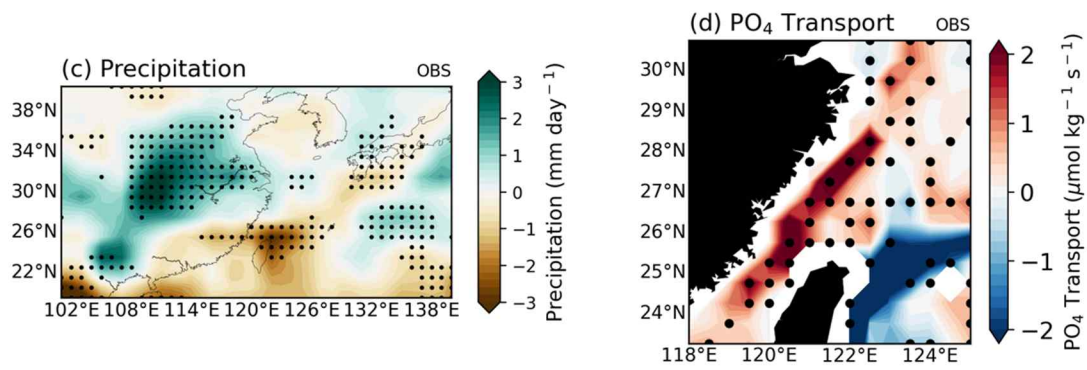 (c) Precipitation OBS
38°N
34°N
30°N
26°N
22°N
102°E 108°E 114°E 120°E 126°E 132°E 138°E
3
2
1
0
−1
−2
−3
Precipitation (mm day⁻¹)
(d) PO₄ Transport OBS
30°N
29°N
28°N
27°N
26°N
25°N
24°N
118°E 120°E 122°E 124°E
2
1
0
−1
−2
PO₄ Transport (μmol kg⁻¹ s⁻¹)